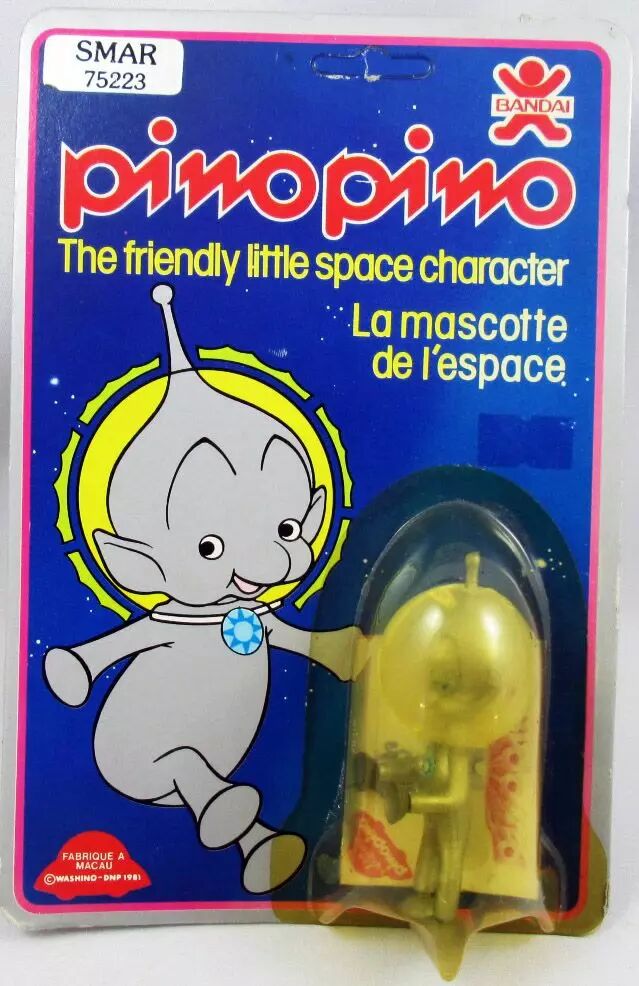 SMAR
75223
BANDAI
pinopino
The friendly little space character
La mascotte
de l'espace.
FABRIQUE A
MACAU
©WASHINO-DNP 1981